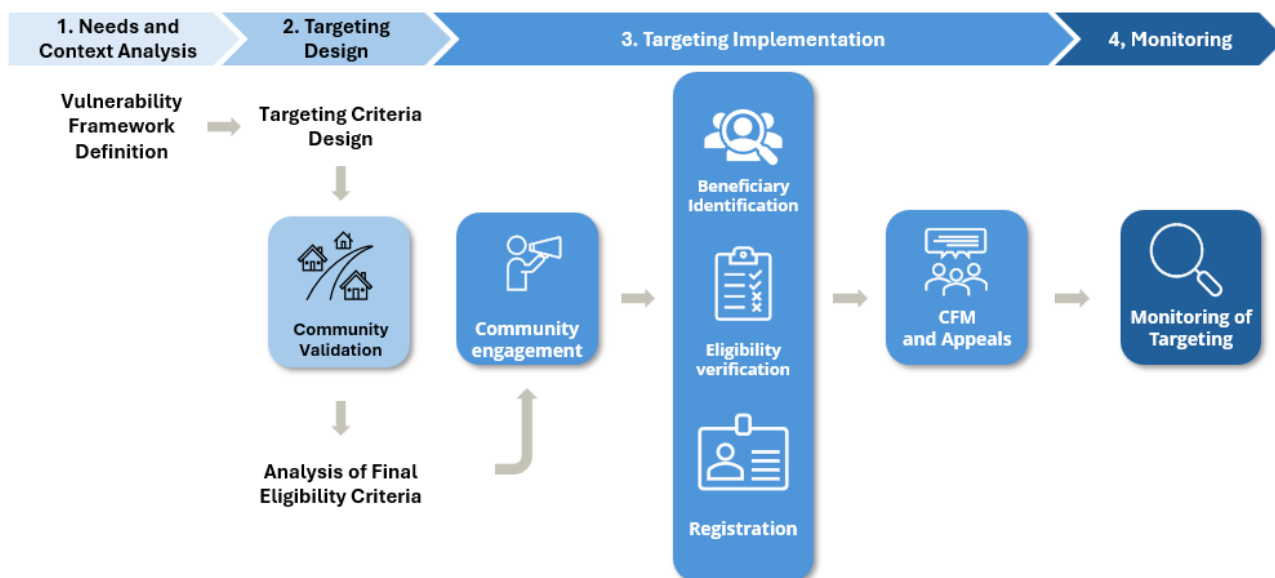 1. Needs and
Context Analysis
2. Targeting
Design
3. Targeting Implementation
4, Monitoring
Vulnerability
Framework
Definition
Targeting Criteria
Design
Community
Validation
Analysis of Final
Eligibility Criteria
Community
engagement
Beneficiary
Identification
Eligibility
verification
Registration
CFM
and Appeals
Monitoring of
Targeting